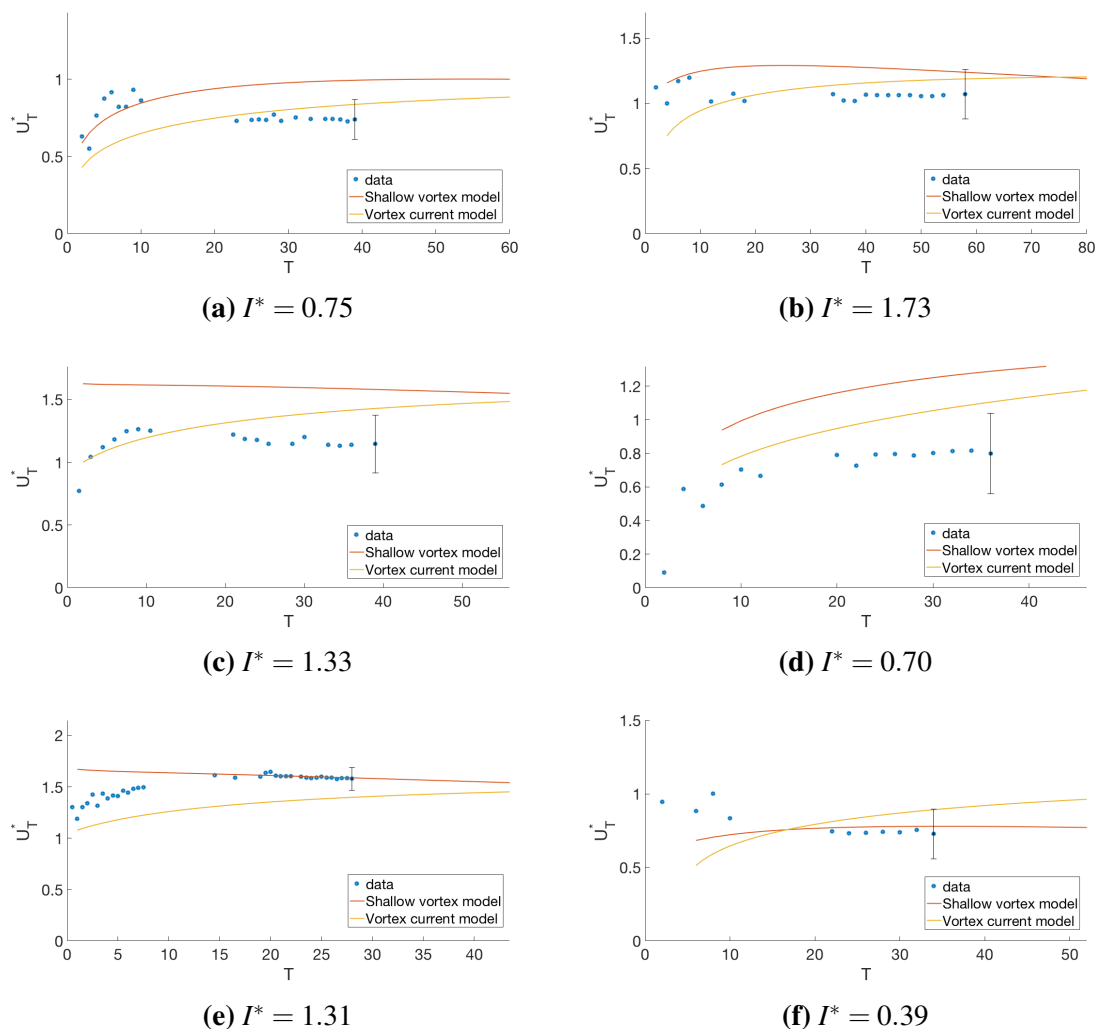 1
0.5
0
U*T
0 10 20 30 40 50 60
T
data
Shallow vortex model
Vortex current model
(a) I* = 0.75
1.5
1
0.5
0
U*T
0 10 20 30 40 50 60 70 80
T
data
Shallow vortex model
Vortex current model
(b) I* = 1.73
1.5
1
0.5
0
U*T
0 10 20 30 40 50
T
data
Shallow vortex model
Vortex current model
(c) I* = 1.33
1.2
1
0.8
0.6
0.4
0.2
0
U*T
0 10 20 30 40
T
data
Shallow vortex model
Vortex current model
(d) I* = 0.70
2
1.5
1
0.5
0
U*T
0 5 10 15 20 25 30 35 40
T
data
Shallow vortex model
Vortex current model
(e) I* = 1.31
1.5
1
0.5
0
U*T
0 10 20 30 40 50
T
data
Shallow vortex model
Vortex current model
(f) I* = 0.39